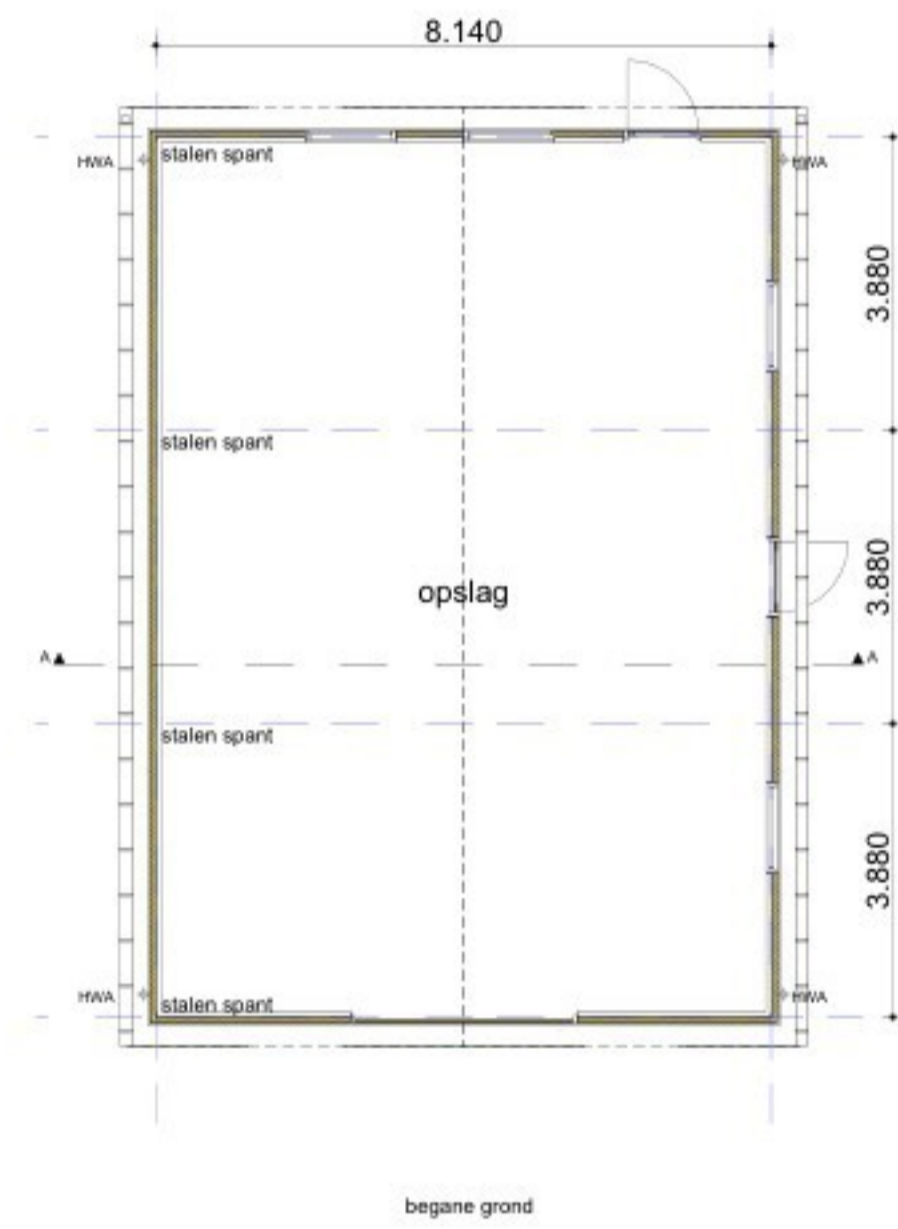 8.140
HWA
stalen spant
HWA
3.880
stalen spant
3.880
opslag
A
A
stalen spant
3.880
HWA
stalen spant
HWA
begane grond